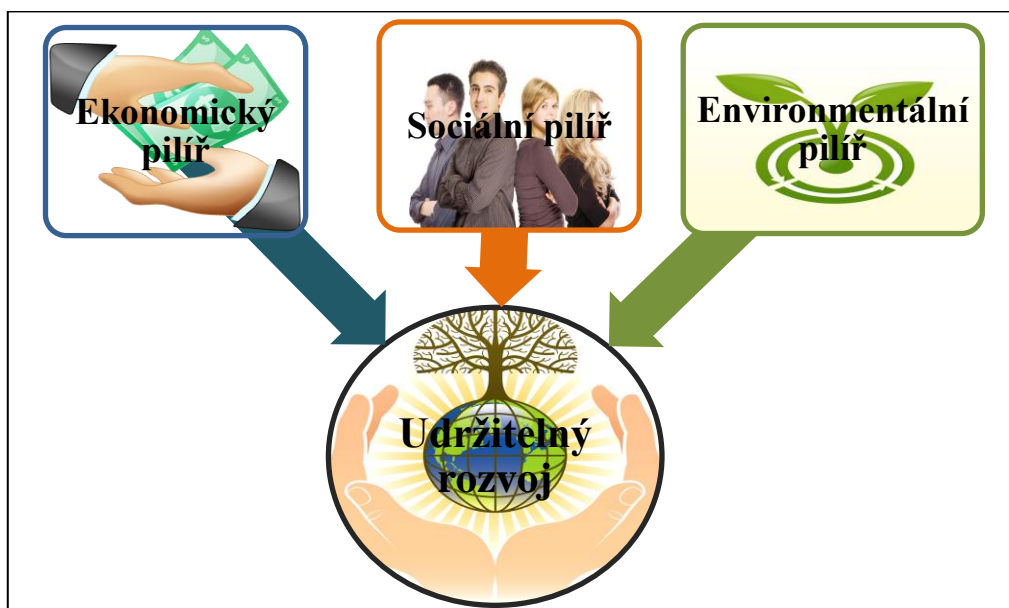 Ekonomický
pilíř
Sociální pilíř
Environmentální
pilíř
Udržitelný
rozvoj